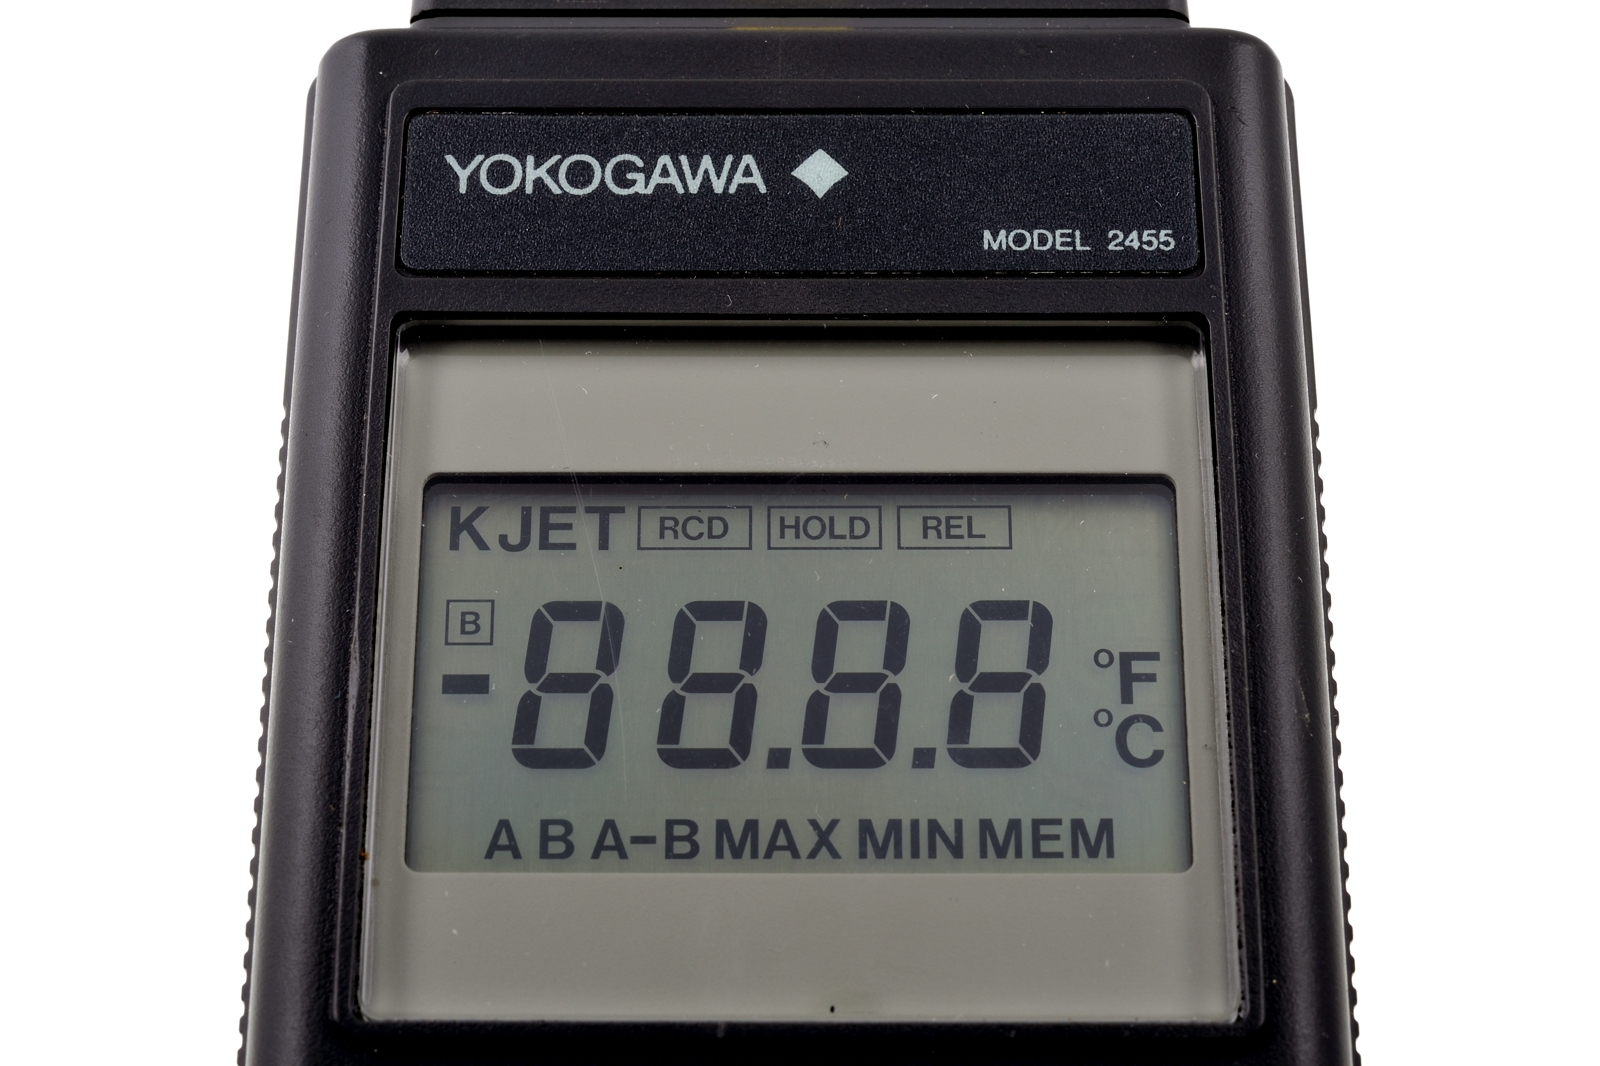 YOKOGAWA
MODEL 2455
KJET RCD HOLD REL
B
-88.8.8
°F
°C
A B A-B MAX MIN MEM